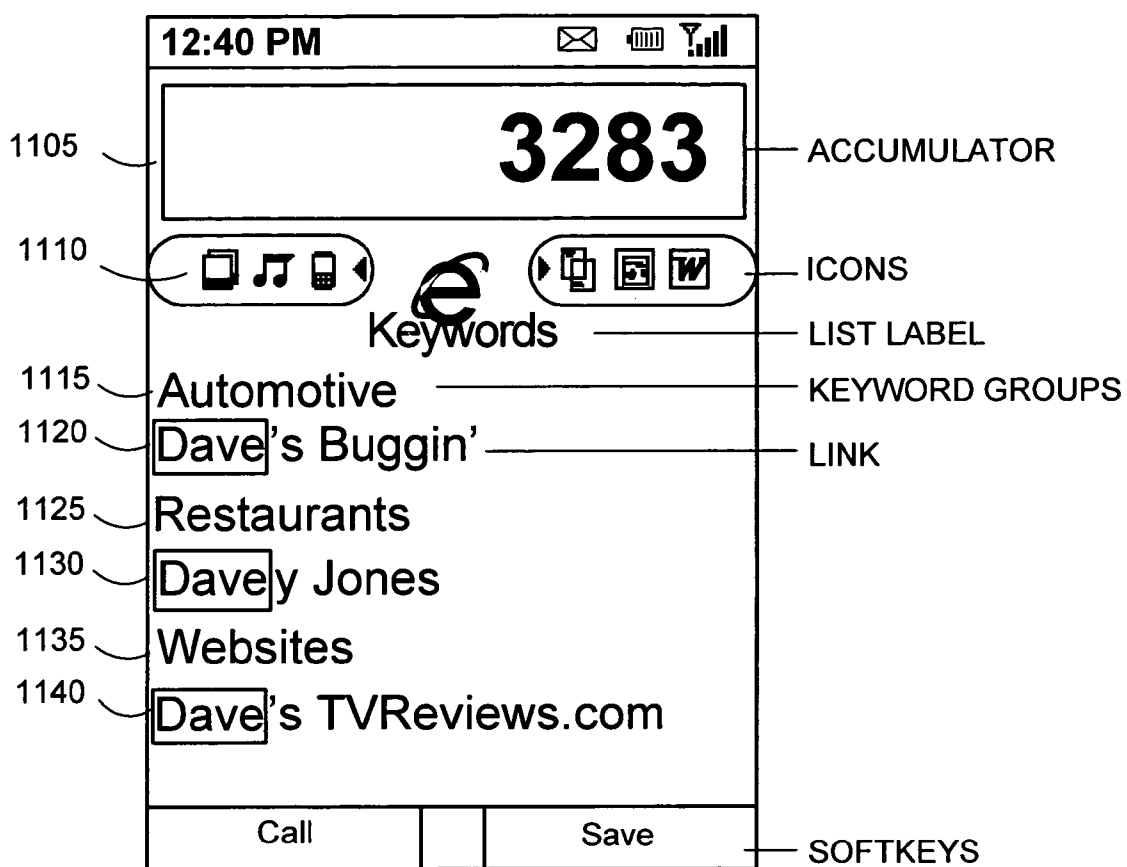 12:40 PM
1105 3283 ACCUMULATOR
1110 W ICONS
e
Keywords LIST LABEL
1115 Automotive KEYWORD GROUPS
1120 Dave's Buggin' LINK
1125 Restaurants
1130 Davey Jones
1135 Websites
1140 Dave's TVReviews.com
Call Save SOFTKEYS